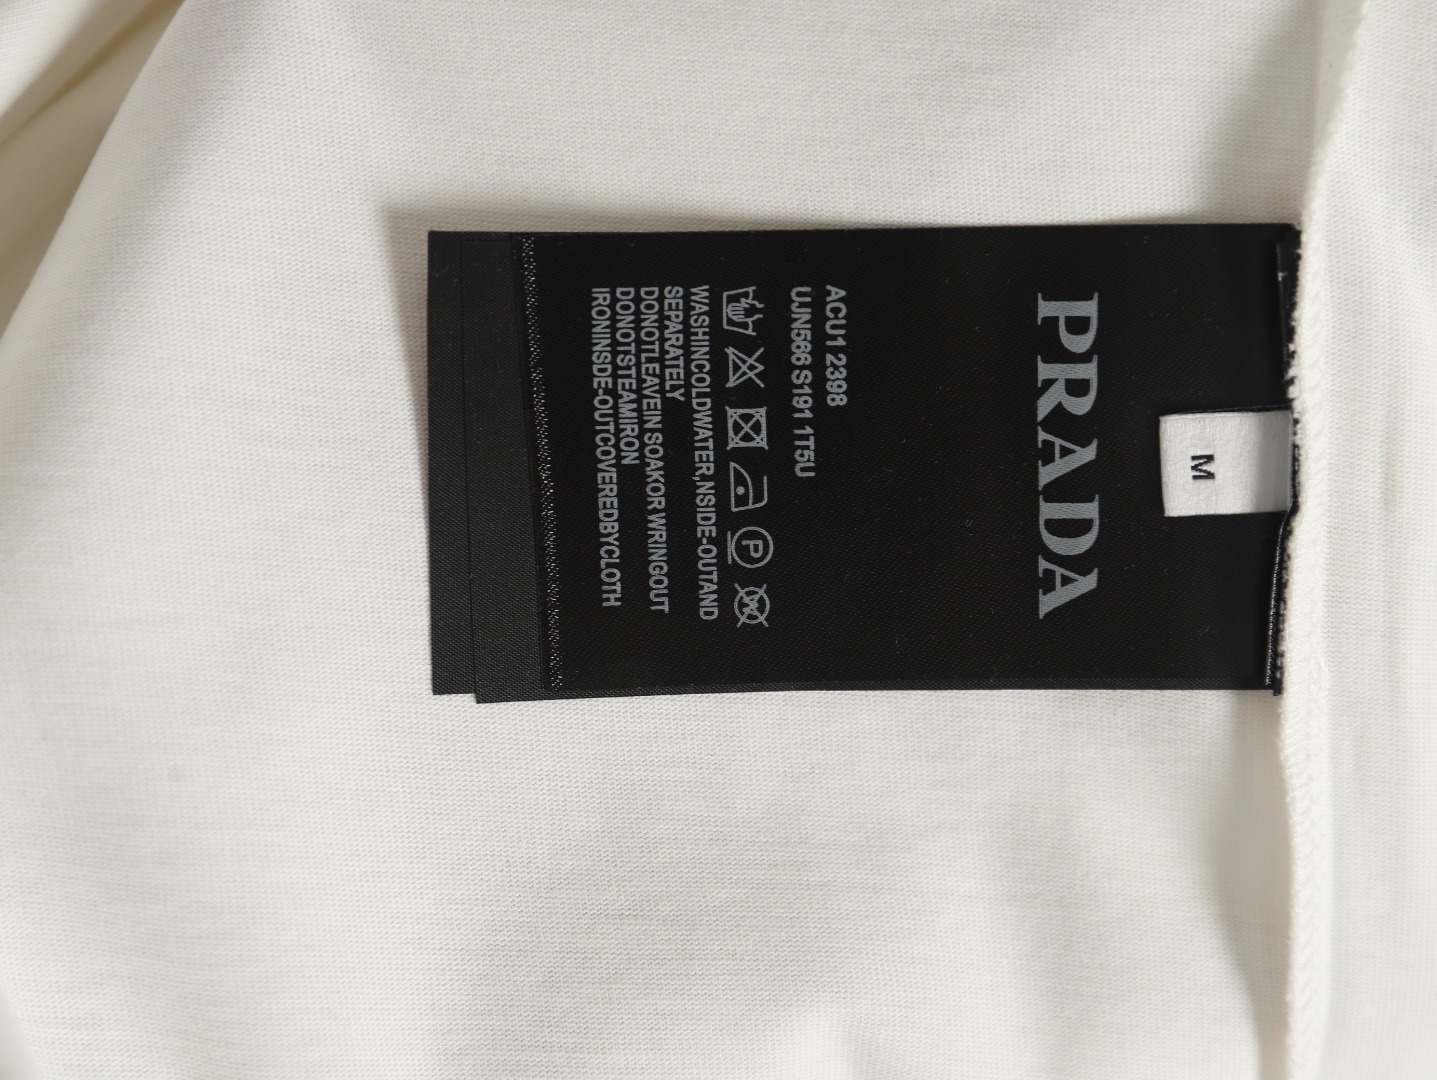 M
PRADA
ACU1 2398
UJN566 S191 1T5U
P
W
WASHINCOLDWATER,NSIDE-OUTAND
SEPARATELY
DONOTLEAVEIN SOAKOR WRINGOUT
DONOTSTEAMIRON
IRONINSDE-OUTCOVEREDBYCLOTH